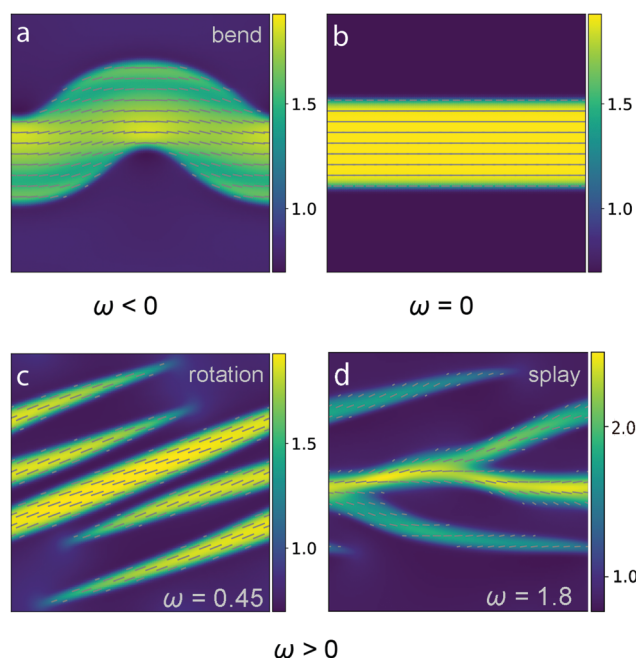 a bend
1.5
1.0
b
1.5
1.0
ω < 0
ω = 0
c rotation
1.5
1.0
ω = 0.45
d splay
2.0
1.0
ω = 1.8
ω > 0